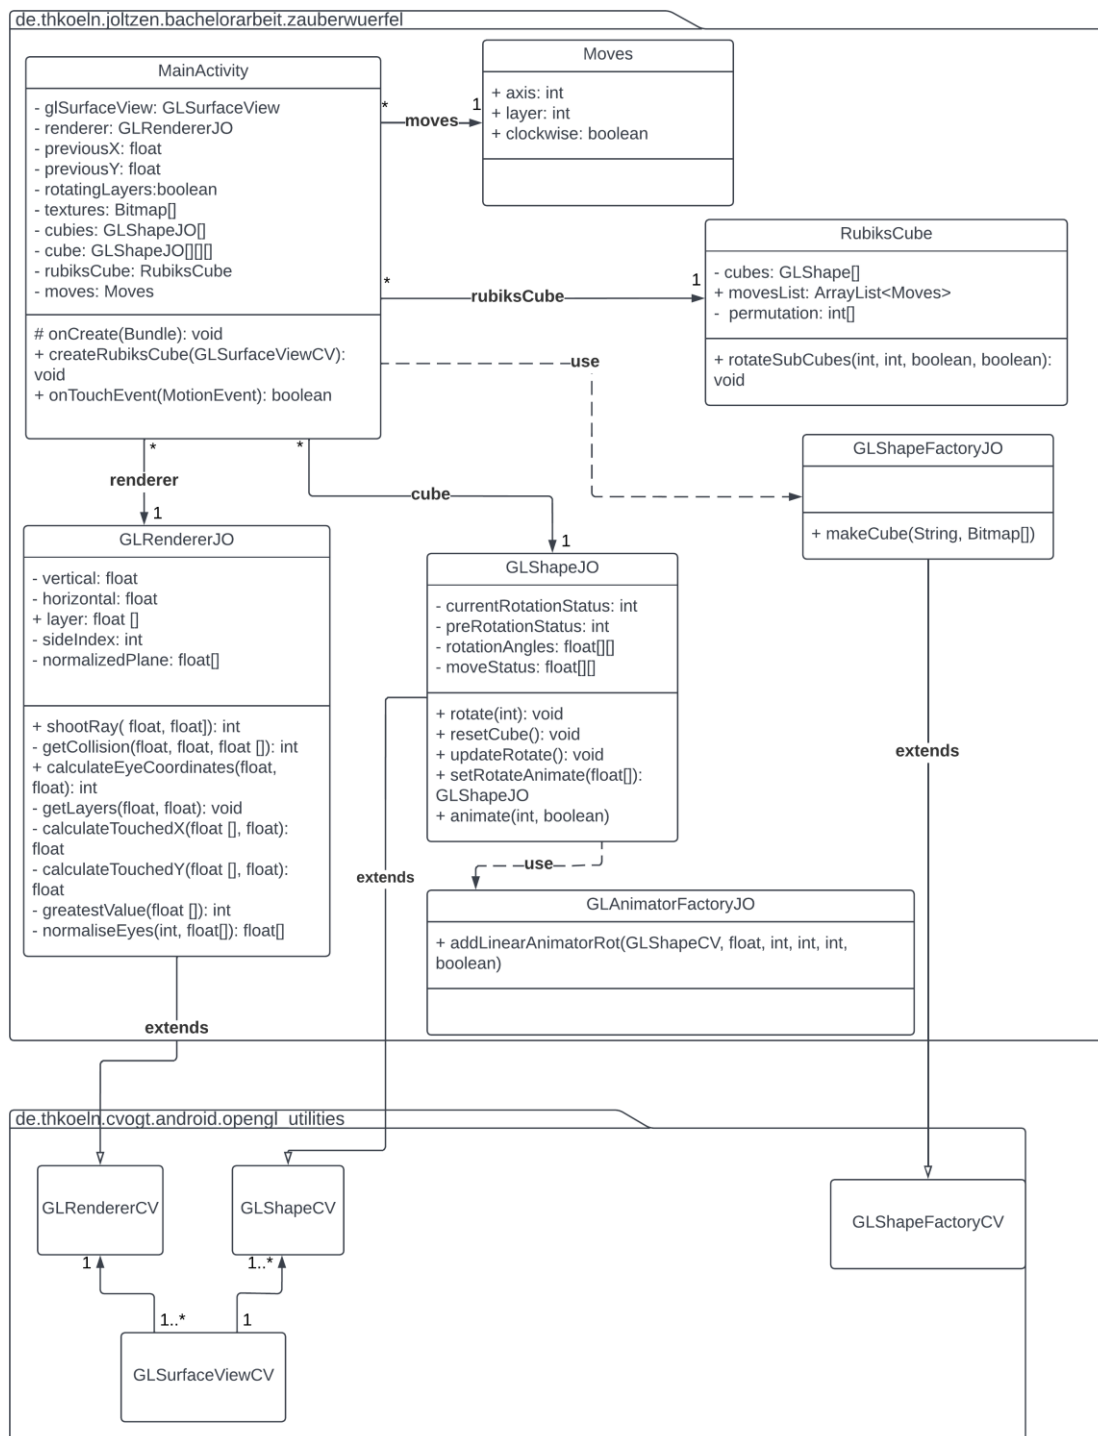 de.thkoeln.joltzen.bachelorarbeit.zauberwuerfel
MainActivity
- glSurfaceView: GLSurfaceView
- renderer: GLRendererJO
- previousX: float
- previousY: float
- rotatingLayers:boolean
- textures: Bitmap[]
- cubies: GLShapeJO[]
- cube: GLShapeJO[][][]
- rubiksCube: RubiksCube
- moves: Moves
# onCreate(Bundle): void
+ createRubiksCube(GLSurfaceViewCV):
void
+ onTouchEvent(MotionEvent): boolean
*
moves
1
Moves
+ axis: int
+ layer: int
+ clockwise: boolean
*
rubiksCube
1
RubiksCube
- cubes: GLShape[]
+ movesList: ArrayList<Moves>
- permutation: int[]
+ rotateSubCubes(int, int, boolean, boolean):
void
use
GLShapeFactoryJO
+ makeCube(String, Bitmap[])
*
renderer
1
*
cube
1
GLRendererJO
- vertical: float
- horizontal: float
+ layer: float []
- sideIndex: int
- normalizedPlane: float[]
+ shootRay( float, float]): int
- getCollision(float, float, float []): int
+ calculateEyeCoordinates(float,
float): int
- getLayers(float, float): void
- calculateTouchedX(float [], float):
float
- calculateTouchedY(float [], float):
float
- greatestValue(float []): int
- normaliseEyes(int, float[]): float[]
GLShapeJO
- currentRotationStatus: int
- preRotationStatus: int
- rotationAngles: float[][]
- moveStatus: float[][]
+ rotate(int): void
+ resetCube(): void
+ updateRotate(): void
+ setRotateAnimate(float[]):
GLShapeJO
+ animate(int, boolean)
extends
use
extends
GLAnimatorFactoryJO
+ addLinearAnimatorRot(GLShapeCV, float, int, int, int,
boolean)
extends
de.thkoeln.cvogt.android.opengl_utilities
GLRendererCV
GLShapeCV
GLShapeFactoryCV
1
1..*
1..*
1
GLSurfaceViewCV